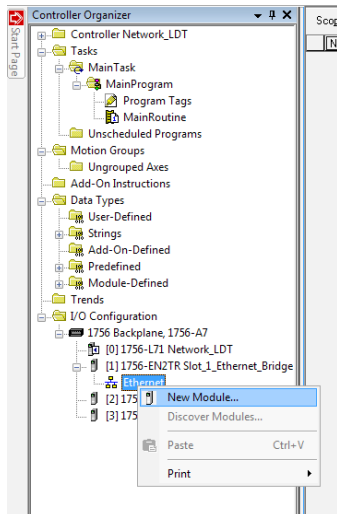 Controller Organizer
Scop
Start Page
N
Controller Network_LDT
Tasks
MainTask
MainProgram
Program Tags
MainRoutine
Unscheduled Programs
Motion Groups
Ungrouped Axes
Add-On Instructions
Data Types
User-Defined
Strings
Add-On-Defined
Predefined
Module-Defined
Trends
I/O Configuration
1756 Backplane, 1756-A7
[0] 1756-L71 Network_LDT
[1] 1756-EN2TR Slot_1_Ethernet_Bridge
Ethernet
[2] 175
[3] 175
New Module...
Discover Modules...
Paste Ctrl+V
Print